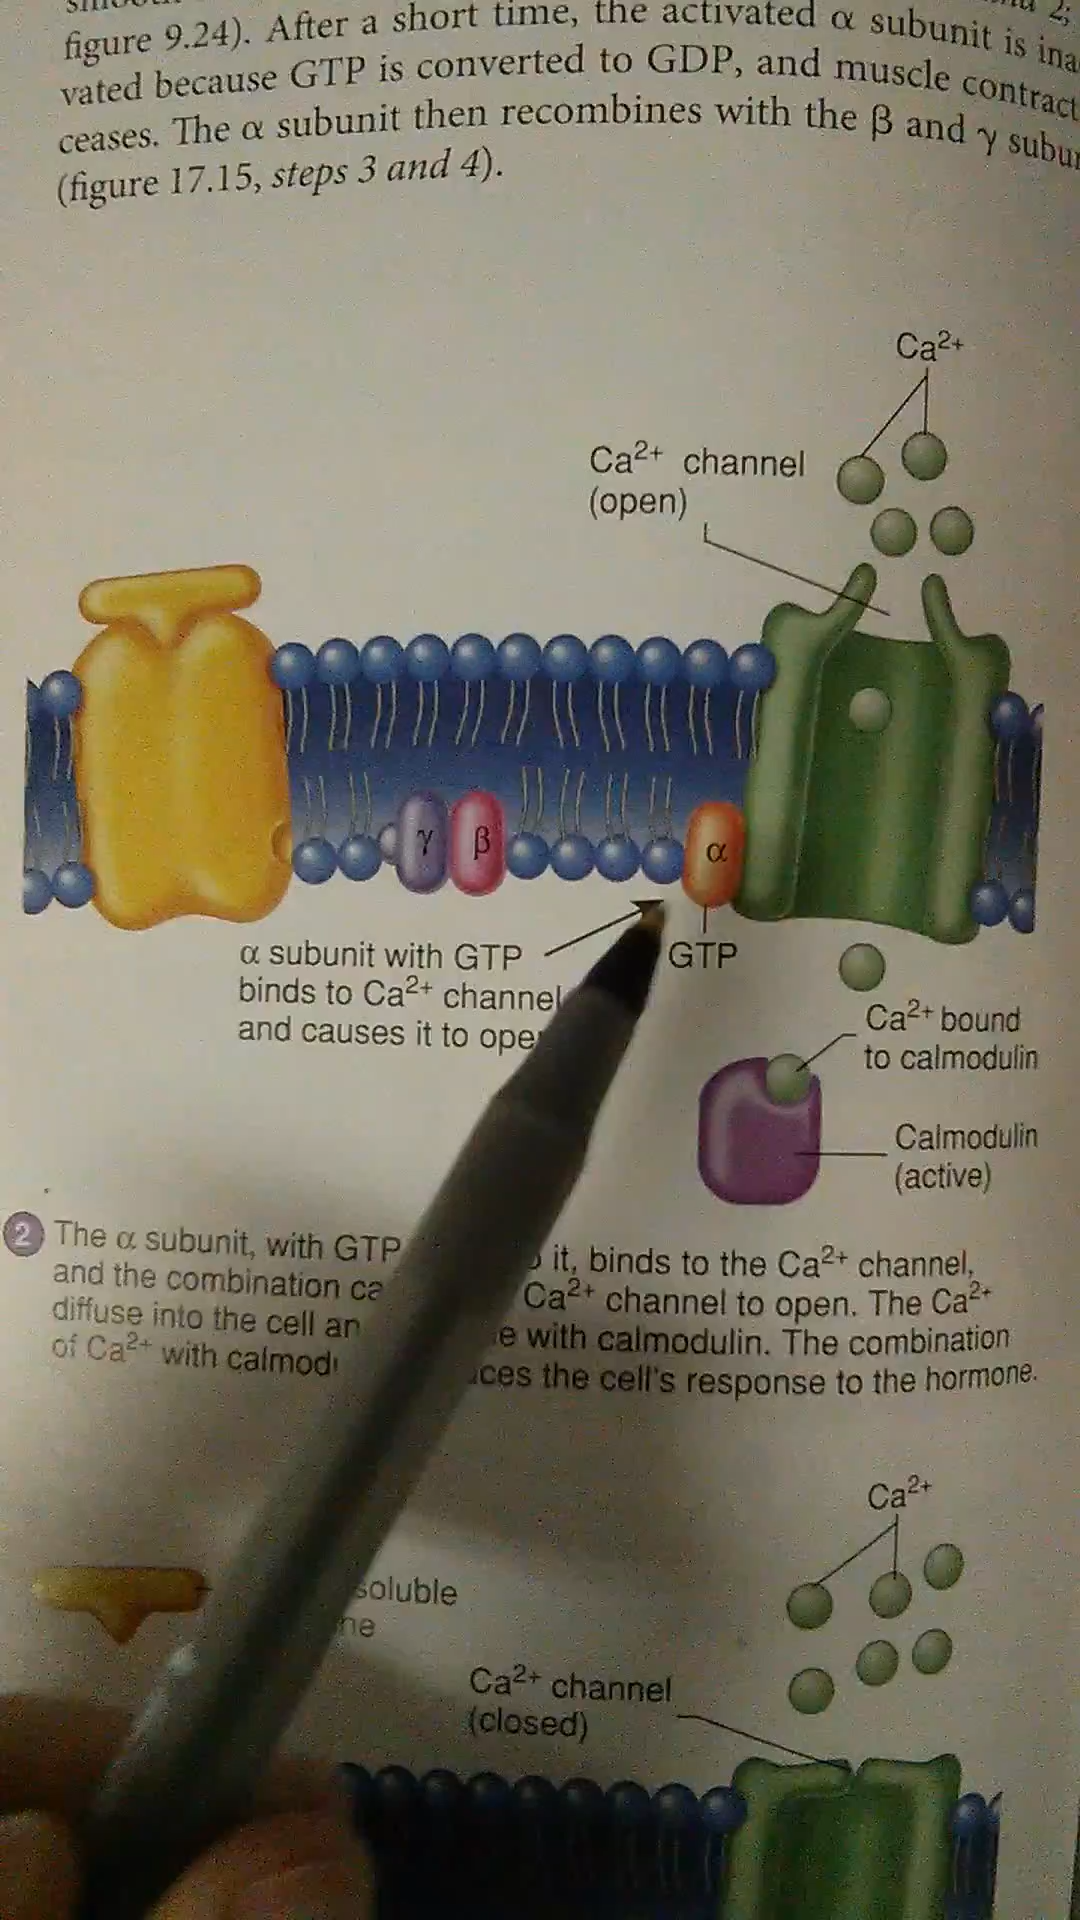 figure 9.24). After a short time, the activated α subunit is ina
vated because GTP is converted to GDP, and muscle contract
ceases. The α subunit then recombines with the β and γ subu
(figure 17.15, steps 3 and 4).
Ca2+
Ca2+ channel
(open)
γ β α
α subunit with GTP
binds to Ca2+ channel
and causes it to ope
GTP
Ca2+ bound
to calmodulin
Calmodulin
(active)
2 The α subunit, with GTP it, binds to the Ca2+ channel,
and the combination ca Ca2+ channel to open. The Ca2+
diffuse into the cell an e with calmodulin. The combination
of Ca2+ with calmod ces the cell's response to the hormone.
Ca2+
soluble
ne
Ca2+ channel
(closed)